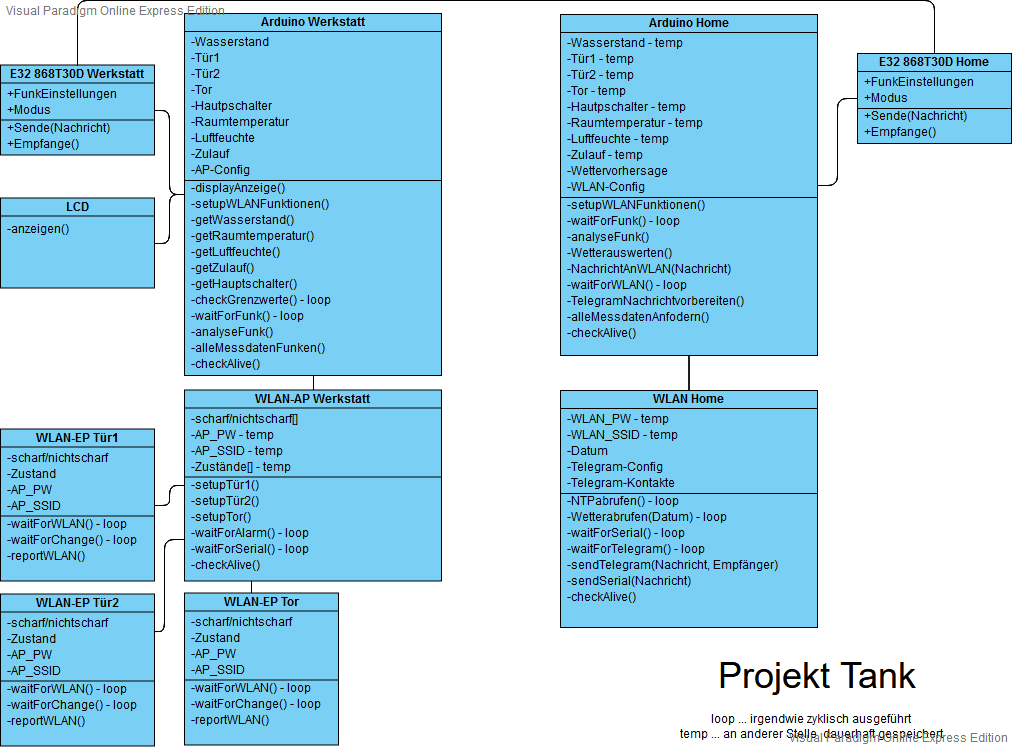 Visual Paradigm Online Express Edition
Arduino Werkstatt
-Wasserstand
-Tür1
-Tür2
-Tor
-Hautpschalter
-Raumtemperatur
-Luftfeuchte
-Zulauf
-AP-Config
-displayAnzeige()
-setupWLANFunktionen()
-getWasserstand()
-getRaumtemperatur()
-getLuftfeuchte()
-getZulauf()
-getHauptschalter()
-checkGrenzwerte() - loop
-waitForFunk() - loop
-analyseFunk()
-alleMessdatenFunken()
-checkAlive()
E32 868T30D Werkstatt
+FunkEinstellungen
+Modus
+Sende(Nachricht)
+Empfange()
LCD
-anzeigen()
Arduino Home
-Wasserstand - temp
-Tür1 - temp
-Tür2 - temp
-Tor - temp
-Hautpschalter - temp
-Raumtemperatur - temp
-Luftfeuchte - temp
-Zulauf - temp
-Wettervorhersage
-WLAN-Config
-setupWLANFunktionen()
-waitForFunk() - loop
-analyseFunk()
-Wetterauswerten()
-NachrichtAnWLAN(Nachricht)
-waitForWLAN() - loop
-TelegramNachrichtvorbereiten()
-alleMessdatenAnfodern()
-checkAlive()
E32 868T30D Home
+FunkEinstellungen
+Modus
+Sende(Nachricht)
+Empfange()
WLAN-AP Werkstatt
-scharf/nichtscharf[]
-AP_PW - temp
-AP_SSID - temp
-Zustände[] - temp
-setupTür1()
-setupTür2()
-setupTor()
-waitForAlarm() - loop
-waitForSerial() - loop
-checkAlive()
WLAN-EP Tür1
-scharf/nichtscharf
-Zustand
-AP_PW
-AP_SSID
-waitForWLAN() - loop
-waitForChange() - loop
-reportWLAN()
WLAN-EP Tür2
-scharf/nichtscharf
-Zustand
-AP_PW
-AP_SSID
-waitForWLAN() - loop
-waitForChange() - loop
-reportWLAN()
WLAN-EP Tor
-scharf/nichtscharf
-Zustand
-AP_PW
-AP_SSID
-waitForWLAN() - loop
-waitForChange() - loop
-reportWLAN()
WLAN Home
-WLAN_PW - temp
-WLAN_SSID - temp
-Datum
-Telegram-Config
-Telegram-Kontakte
-NTPabrufen() - loop
-Wetterabrufen(Datum) - loop
-waitForSerial() - loop
-waitForTelegram() - loop
-sendTelegram(Nachricht, Empfänger)
-sendSerial(Nachricht)
-checkAlive()
Projekt Tank
loop ... irgendwie zyklisch ausgeführt
temp ... an anderer Stelle, dauerhaft gespeichert
Visual Paradigm Online Express Edition